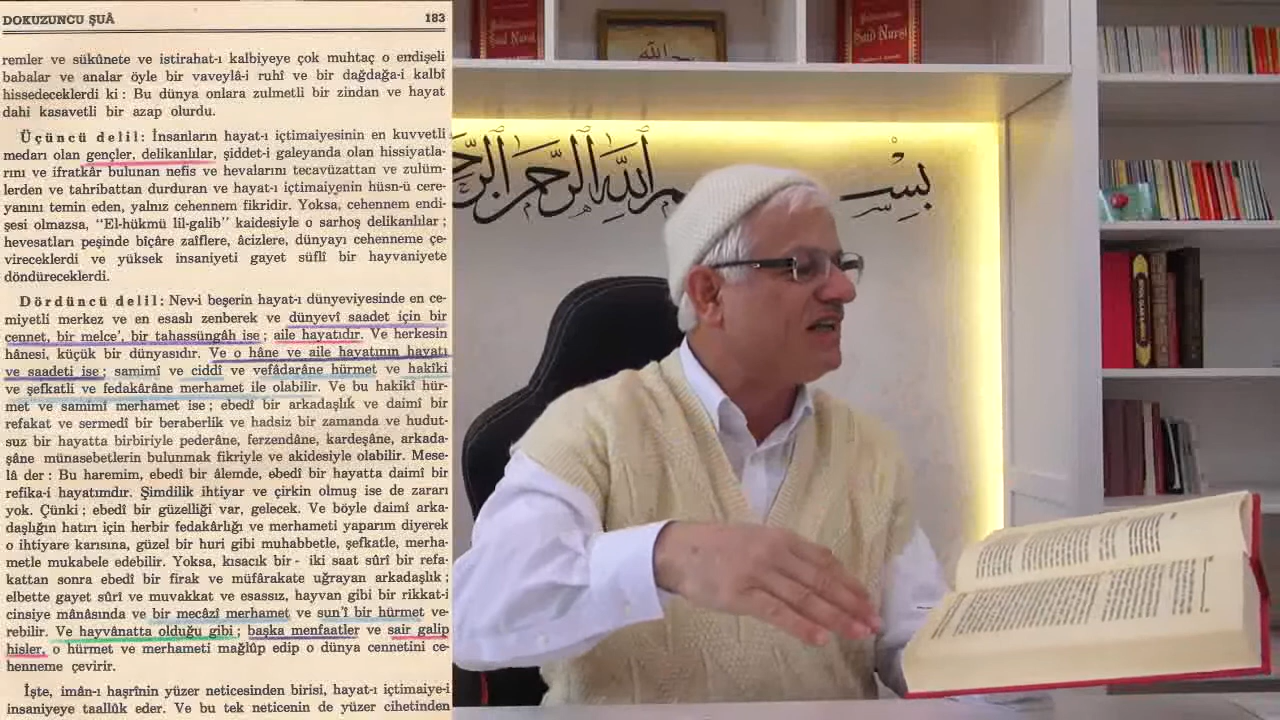 DOKUZUNCU ŞUÂ 183
remler ve sükûnete ve istirahat-ı kalbiyeye çok muhtaç o endişeli
babalar ve analar öyle bir vaveylâ-i ruhî ve bir dağdağa-i kalbî
hissedeceklerdi ki : Bu dünya onlara zulmetli bir zindan ve hayat
dahi kasavetli bir azap olurdu.
Üçüncü delil: İnsanların hayat-ı içtimaiyesinin en kuvvetli
medarı olan gençler, delikanlılar, şiddet-i galeyanda olan hissiyatla-
rını ve ifratkâr bulunan nefis ve hevalarını tecavüzattan ve zulüm-
lerden ve tahribattan durduran ve hayat-ı içtimaiyenin hüsn-ü cere-
yanını temin eden, yalnız cehennem fikridir. Yoksa, cehennem endi-
şesi olmazsa, "El-hükmü lil-galib" kaidesiyle o sarhoş delikanlılar ;
hevesatları peşinde bîçâre zaîflere, âcizlere, dünyayı cehenneme çe-
vireceklerdi ve yüksek insaniyeti gayet süflî bir hayvaniyete
döndüreceklerdi.
Dördüncü delil: Nev-i beşerin hayat-ı dünyeviyesinde en ce-
miyetli merkez ve en esaslı zenberek ve dünyevî saadet için bir
cennet, bir melce', bir tahassüngâh ise ; aile hayatıdır. Ve herkesin
hânesi, küçük bir dünyasıdır. Ve o hâne ve aile hayatının hayatı
ve saadeti ise ; samimî ve ciddî ve vefâdarâne hürmet ve hakîkî
ve şefkatli ve fedakârâne merhamet ile olabilir. Ve bu hakikî hür-
met ve samimî merhamet ise ; ebedî bir arkadaşlık ve daimî bir
refakat ve sermedî bir beraberlik ve hadsiz bir zamanda ve hudut-
suz bir hayatta birbiriyle pederâne, ferzendâne, kardeşâne, arkada-
şâne münasebetlerin bulunmak fikriyle ve akidesiyle olabilir. Mese-
lâ der : Bu haremim, ebedî bir âlemde, ebedî bir hayatta daimî bir
refika-i hayatımdır. Şimdilik ihtiyar ve çirkin olmuş ise de zararı
yok. Çünki ; ebedî bir güzelliği var, gelecek. Ve böyle daimî arka-
daşlığın hatırı için herbir fedakârlığı ve merhameti yaparım diyerek
o ihtiyare karısına, güzel bir huri gibi muhabbetle, şefkatle, merha-
metle mukabele edebilir. Yoksa, kısacık bir - iki saat sûrî bir refa-
kattan sonra ebedî bir firak ve müfârakate uğrayan arkadaşlık ;
elbette gayet sûrî ve muvakkat ve esassız, hayvan gibi bir rikkat-i
cinsiye mânâsında ve bir mecâzî merhamet ve sun'î bir hürmet ve-
rebilir. Ve hayvânatta olduğu gibi ; başka menfaatler ve sair galip
hisler, o hürmet ve merhameti mağlûp edip o dünya cennetini ce-
henneme çevirir.
İşte, imân-ı haşrînin yüzer neticesinden birisi, hayat-ı içtimaiye-i
insaniyeye taallûk eder. Ve bu tek neticenin de yüzer cihetinden
Said Nursî
Said Nursî